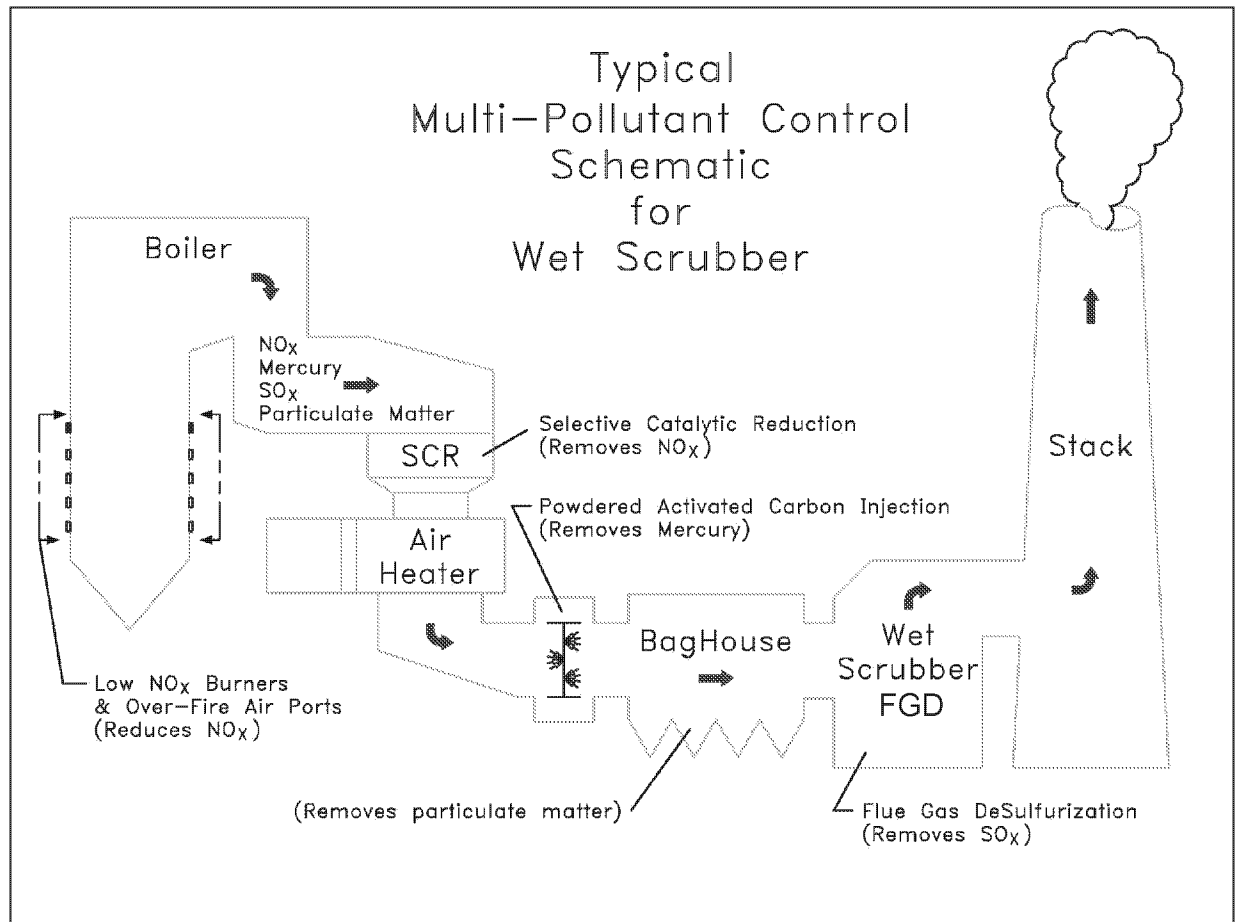 Typical
Multi-Pollutant Control
Schematic
for
Wet Scrubber
Boiler
NOx
Mercury
SOx
Particulate Matter
SCR
Selective Catalytic Reduction
(Removes NOx)
Powdered Activated Carbon Injection
(Removes Mercury)
Air
Heater
Stack
BagHouse
Wet
Scrubber
FGD
Low NOx Burners
& Over-Fire Air Ports
(Reduces NOx)
(Removes particulate matter)
Flue Gas DeSulfurization
(Removes SOx)